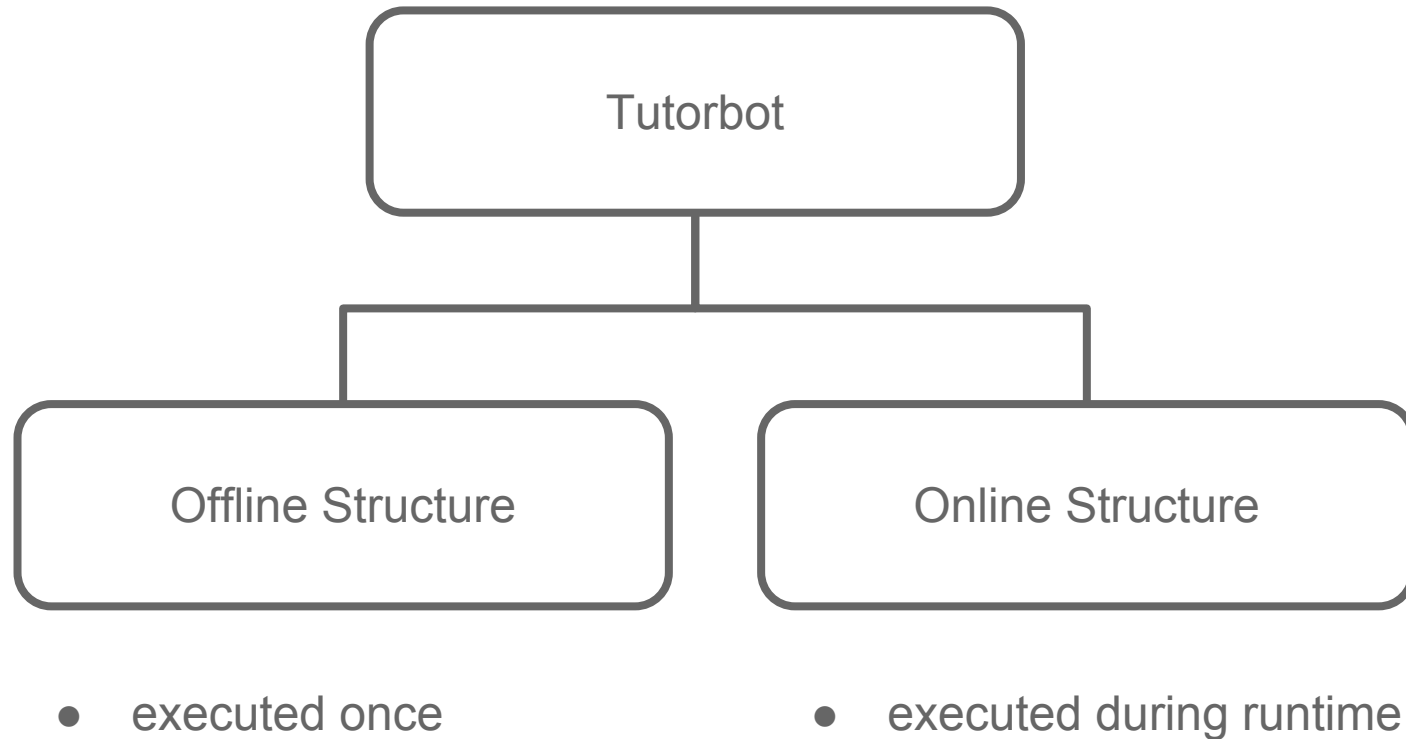 Tutorbot
Offline Structure
Online Structure
● executed once
● executed during runtime